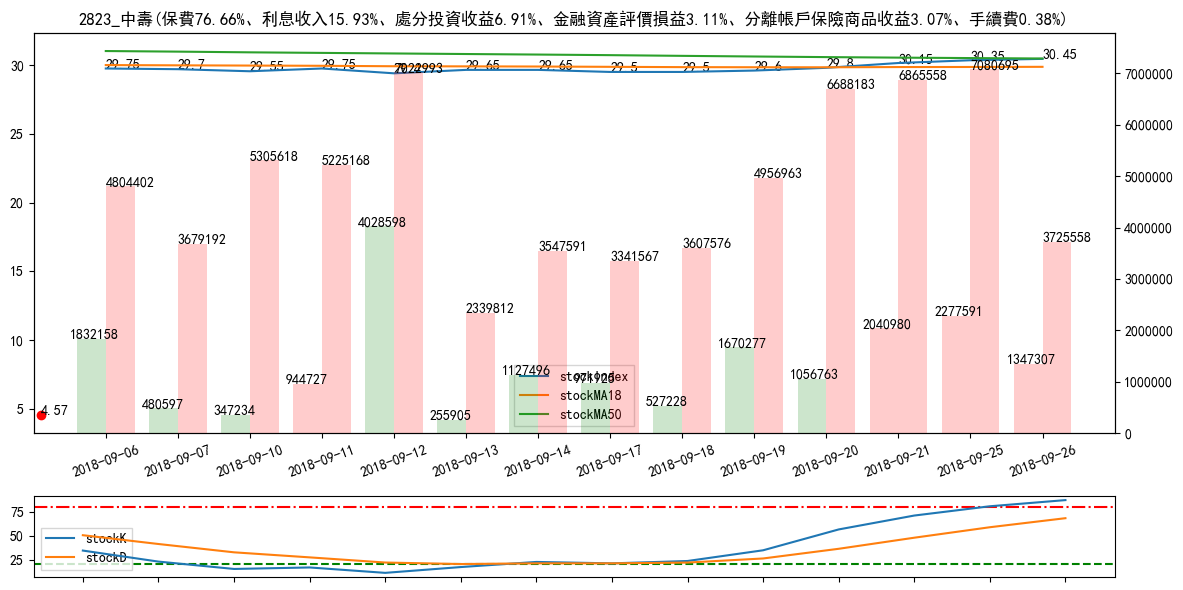 2823_中壽(保費76.66%、利息收入15.93%、處分投資收益6.91%、金融資產評價損益3.11%、分離帳戶保險商品收益3.07%、手續費0.38%)
30
25
20
15
10
5
7000000
6000000
5000000
4000000
3000000
2000000
1000000
0
29.75 29.7 29.55 29.75 29.65 29.65 29.5 29.5 29.6 29.8 30.15 30.35 30.45
4804402 3679192 5305618 5225168 2339812 3547591 3341567 3607576 4956963 6688183 6865558 7080695 3725558
1832158 480597 347234 944727 4028598 255905 1127496 527228 1670277 1056763 2040980 2277591 1347307
4.57
stockindex
stockMA18
stockMA50
2018-09-06 2018-09-07 2018-09-10 2018-09-11 2018-09-12 2018-09-13 2018-09-14 2018-09-17 2018-09-18 2018-09-19 2018-09-20 2018-09-21 2018-09-25 2018-09-26
75
50
25
stockK
stockD